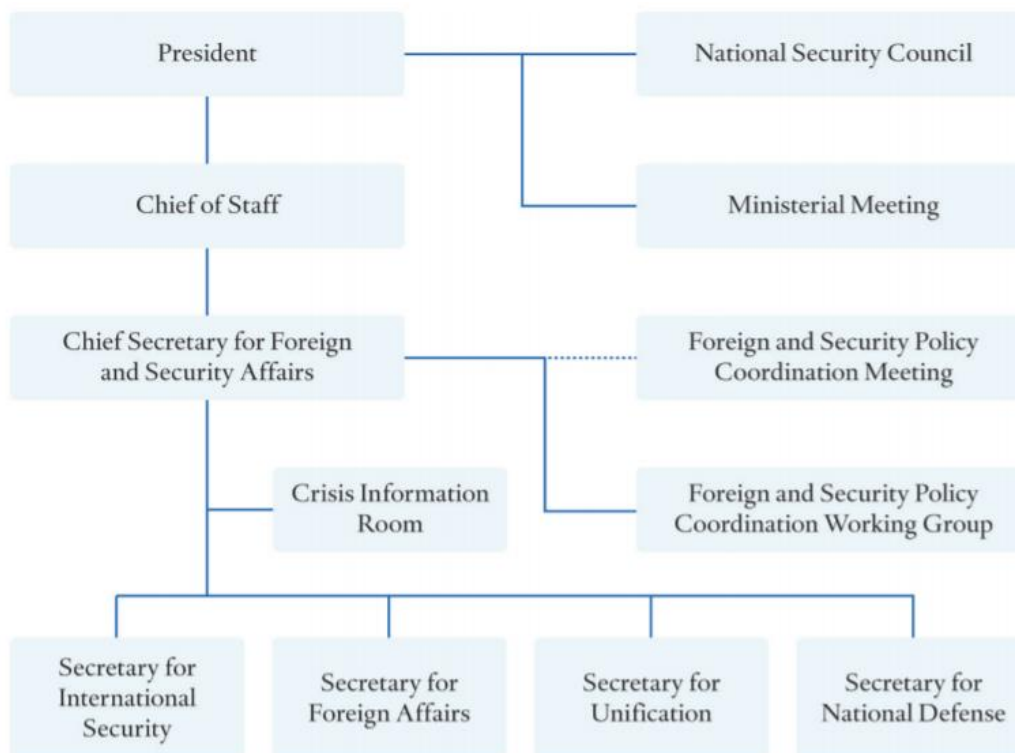 President
National Security Council
Chief of Staff
Ministerial Meeting
Chief Secretary for Foreign
and Security Affairs
Foreign and Security Policy
Coordination Meeting
Crisis Information
Room
Foreign and Security Policy
Coordination Working Group
Secretary for
International
Security
Secretary for
Foreign Affairs
Secretary for
Unification
Secretary for
National Defense